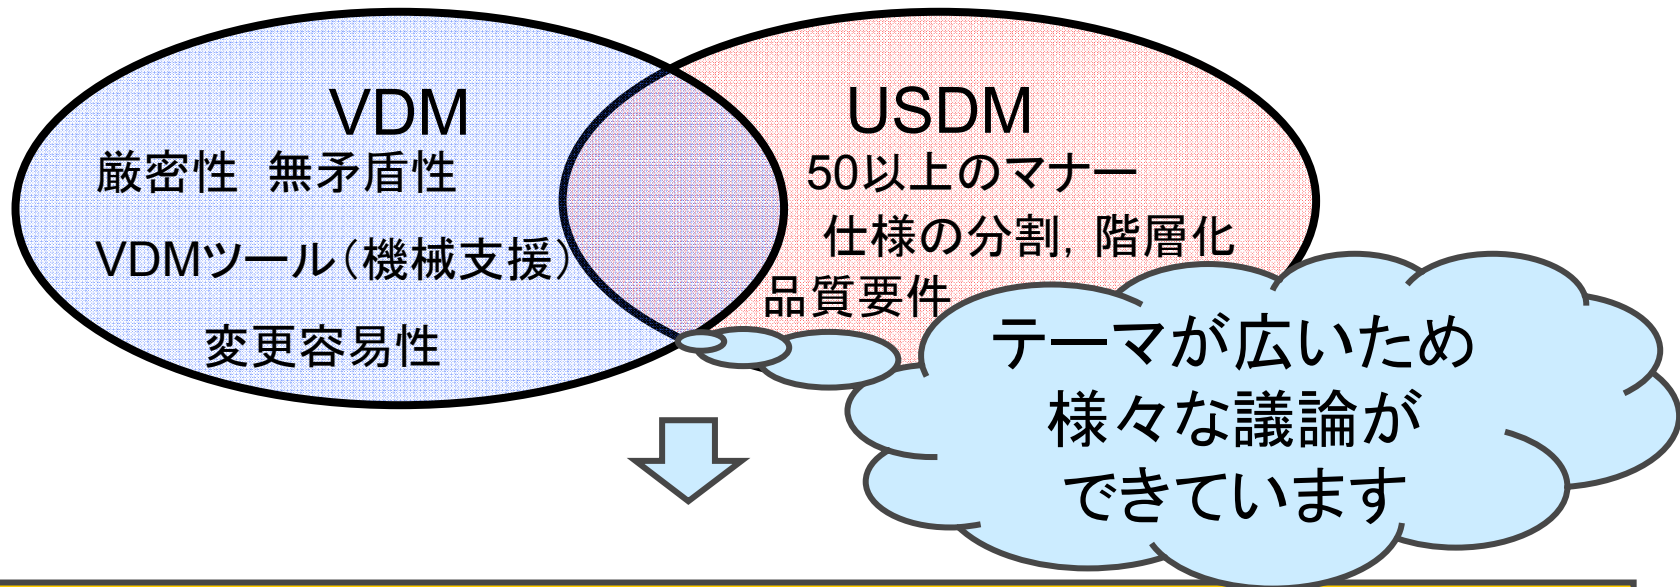 VDM
厳密性 無矛盾性
VDMツール(機械支援)
変更容易性
USDM
50以上のマナー
仕様の分割, 階層化
品質要件
テーマが広いため
様々な議論が
できています